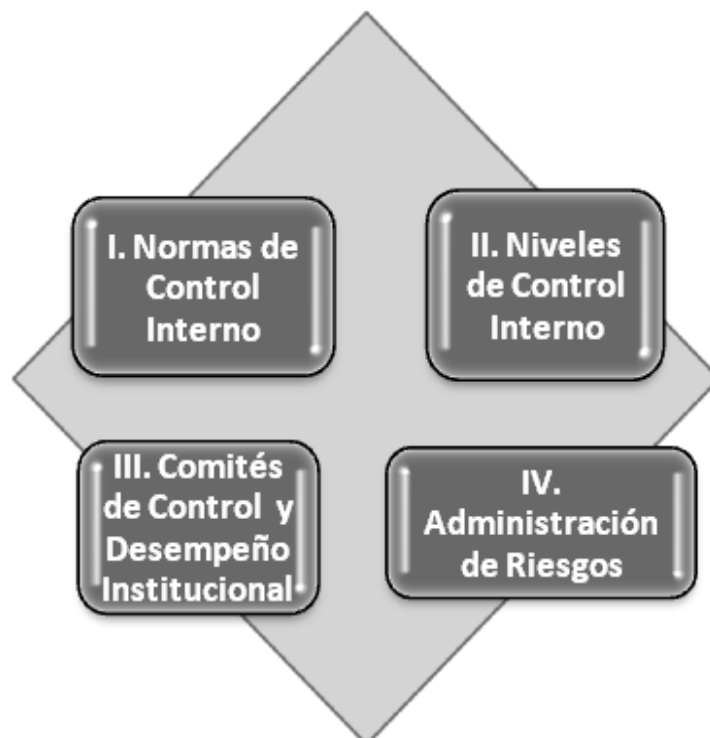 I. Normas de
Control
Interno
II. Niveles
de Control
Interno
III. Comités
de Control y
Desempeño
Institucional
IV.
Administración
de Riesgos